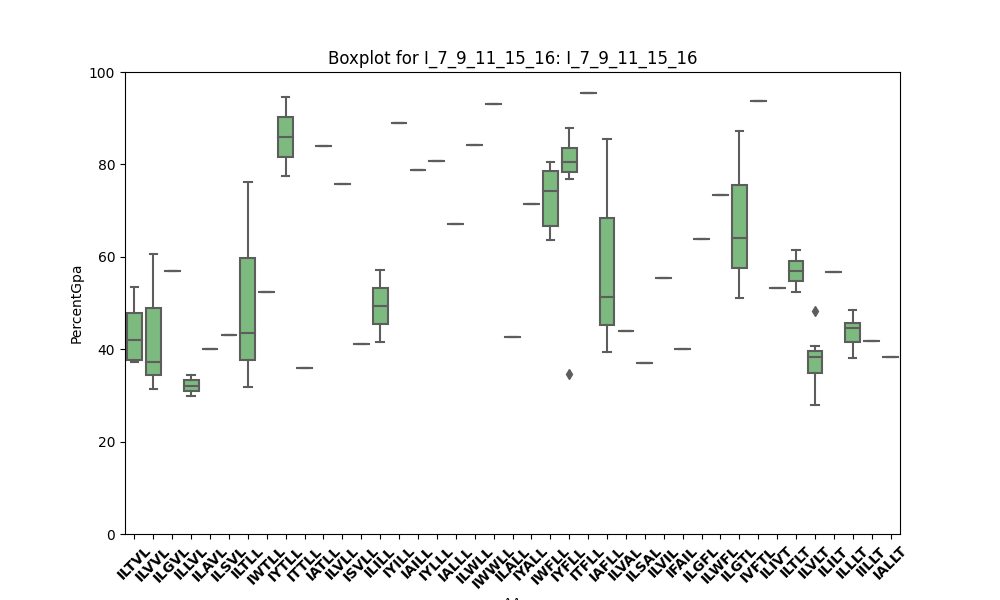 Boxplot for I_7_9_11_15_16: I_7_9_11_15_16
PercentGpa
100
80
60
40
20
0
ILTVL
ILVVL
ILGVL
ILLVL
ILAVL
ILSVL
ILTLL
IWTLL
IYTLL
ITTLL
IATLL
ILVLL
ISVLL
ILILL
IYILL
IAILL
IYLLL
IALLL
ILWLL
IWWLL
ILALL
IYALL
IWFLL
IYFLL
ITFLL
IAFLL
ILVAL
ILSAL
ILVIL
IFAIL
ILGFL
ILWFL
ILGTL
IVFTL
ILIVT
ILTLT
ILVLT
ILILT
ILLLT
IILLT
IALLT